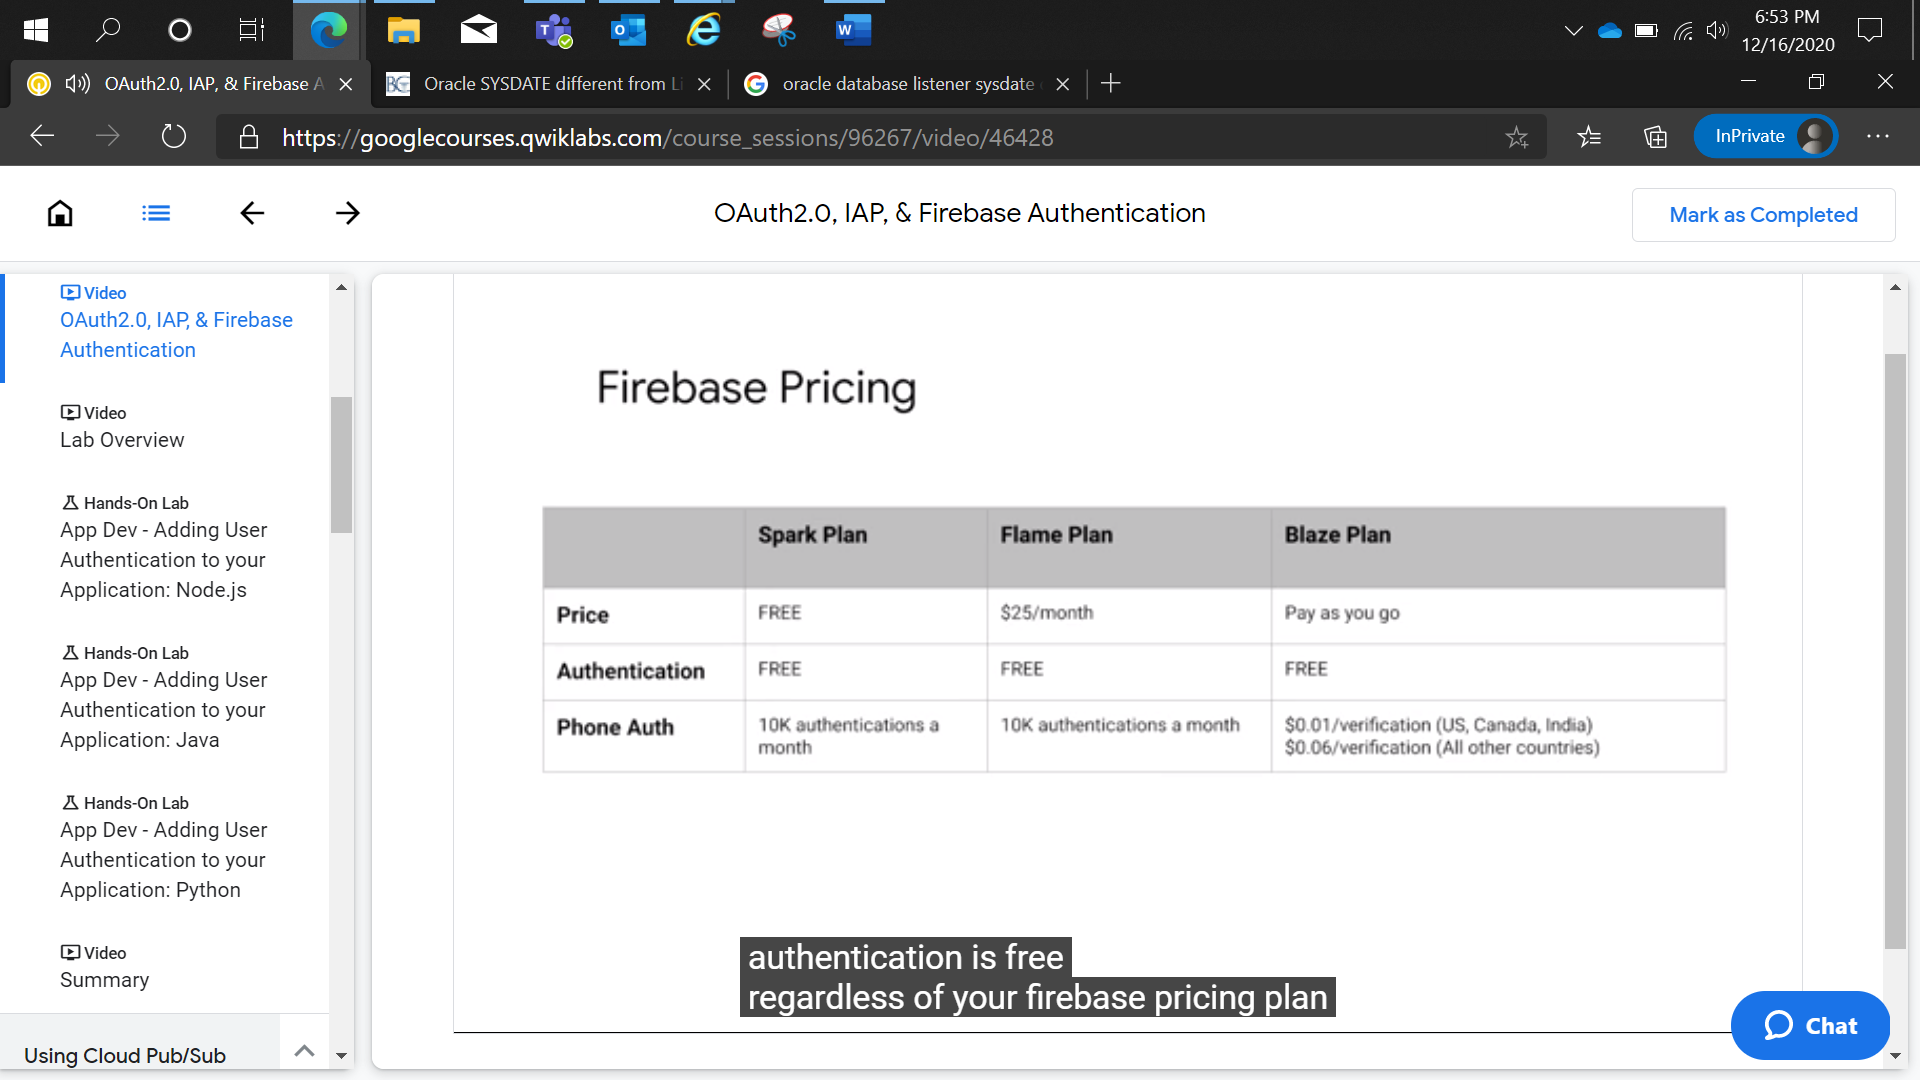 6:53 PM
12/16/2020
OAuth2.0, IAP, & Firebase A
Oracle SYSDATE different from Li
oracle database listener sysdate
https://googlecourses.qwiklabs.com/course_sessions/96267/video/46428
InPrivate
OAuth2.0, IAP, & Firebase Authentication
Mark as Completed
Video
OAuth2.0, IAP, & Firebase
Authentication
Video
Lab Overview
Hands-On Lab
App Dev - Adding User
Authentication to your
Application: Node.js
Hands-On Lab
App Dev - Adding User
Authentication to your
Application: Java
Hands-On Lab
App Dev - Adding User
Authentication to your
Application: Python
Video
Summary
Using Cloud Pub/Sub
Firebase Pricing
Spark Plan Flame Plan Blaze Plan
Price FREE $25/month Pay as you go
Authentication FREE FREE FREE
Phone Auth 10K authentications a month 10K authentications a month $0.01/verification (US, Canada, India)
$0.06/verification (All other countries)
authentication is free
regardless of your firebase pricing plan
Chat